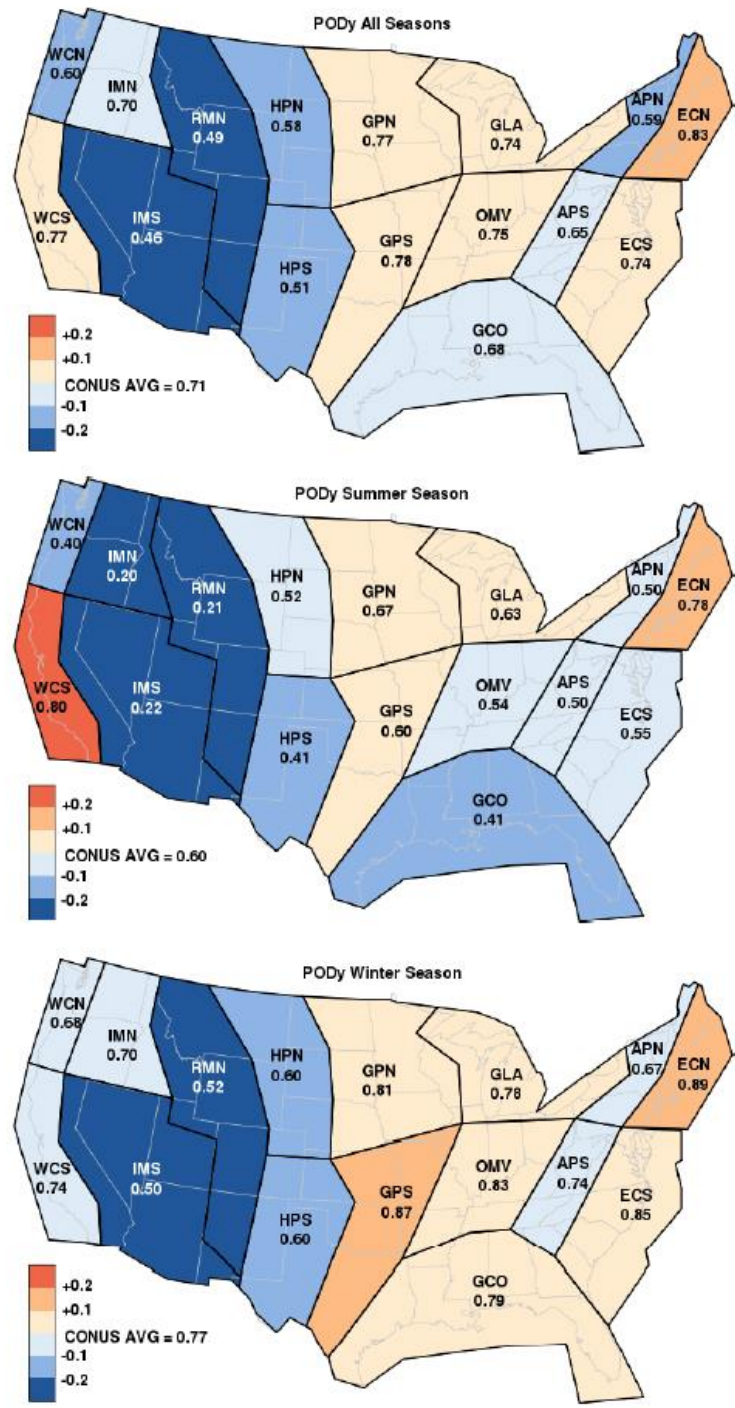 PODy All Seasons
WCN
0.60
IMN
0.70
RMN
0.49
HPN
0.58
GPN
0.77
GLA
0.74
APN
0.59
ECN
0.83
WCS
0.77
IMS
0.46
HPS
0.51
GPS
0.78
OMV
0.75
APS
0.65
ECS
0.74
GCO
0.68
+0.2
+0.1
CONUS AVG = 0.71
-0.1
-0.2
PODy Summer Season
WCN
0.40
IMN
0.20
RMN
0.21
HPN
0.52
GPN
0.67
GLA
0.63
APN
0.50
ECN
0.78
WCS
0.80
IMS
0.22
HPS
0.41
GPS
0.60
OMV
0.54
APS
0.50
ECS
0.55
GCO
0.41
+0.2
+0.1
CONUS AVG = 0.60
-0.1
-0.2
PODy Winter Season
WCN
0.68
IMN
0.70
RMN
0.52
HPN
0.60
GPN
0.81
GLA
0.78
APN
0.67
ECN
0.89
WCS
0.74
IMS
0.50
HPS
0.60
GPS
0.87
OMV
0.83
APS
0.74
ECS
0.85
GCO
0.79
+0.2
+0.1
CONUS AVG = 0.77
-0.1
-0.2